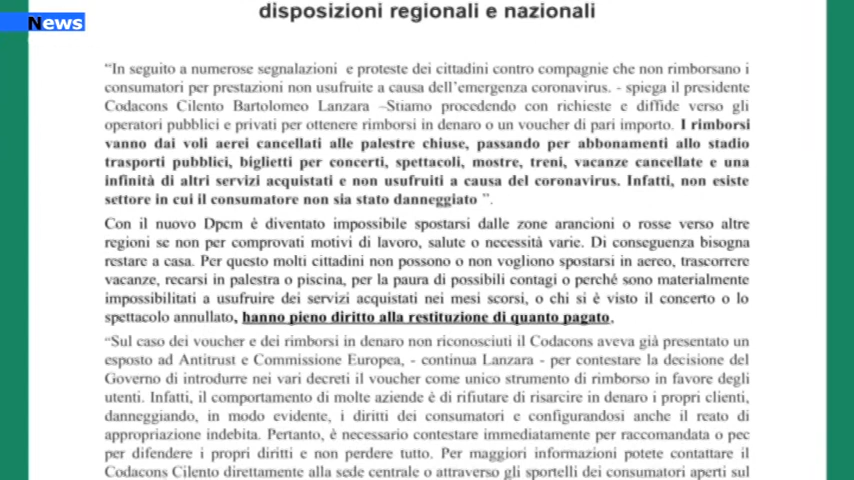 News
disposizioni regionali e nazionali
“In seguito a numerose segnalazioni e proteste dei cittadini contro compagnie che non rimborsano i
consumatori per prestazioni non usufruite a causa dell’emergenza coronavirus. - spiega il presidente
Codacons Cilento Bartolomeo Lanzara –Stiamo procedendo con richieste e diffide verso gli
operatori pubblici e privati per ottenere rimborsi in denaro o un voucher di pari importo. I rimborsi
vanno dai voli aerei cancellati alle palestre chiuse, passando per abbonamenti allo stadio
trasporti pubblici, biglietti per concerti, spettacoli, mostre, treni, vacanze cancellate e una
infinità di altri servizi acquistati e non usufruiti a causa del coronavirus. Infatti, non esiste
settore in cui il consumatore non sia stato danneggiato ”.
Con il nuovo Dpcm è diventato impossibile spostarsi dalle zone arancioni o rosse verso altre
regioni se non per comprovati motivi di lavoro, salute o necessità varie. Di conseguenza bisogna
restare a casa. Per questo molti cittadini non possono o non vogliono spostarsi in aereo, trascorrere
vacanze, recarsi in palestra o piscina, per la paura di possibili contagi o perché sono materialmente
impossibilitati a usufruire dei servizi acquistati nei mesi scorsi, o chi si è visto il concerto o lo
spettacolo annullato, hanno pieno diritto alla restituzione di quanto pagato.
“Sul caso dei voucher e dei rimborsi in denaro non riconosciuti il Codacons aveva già presentato un
esposto ad Antitrust e Commissione Europea, - continua Lanzara - per contestare la decisione del
Governo di introdurre nei vari decreti il voucher come unico strumento di rimborso in favore degli
utenti. Infatti, il comportamento di molte aziende è di rifiutare di risarcire in denaro i propri clienti,
danneggiando, in modo evidente, i diritti dei consumatori e configurandosi anche il reato di
appropriazione indebita. Pertanto, è necessario contestare immediatamente per raccomandata o pec
per difendere i propri diritti e non perdere tutto. Per maggiori informazioni potete contattare il
Codacons Cilento direttamente alla sede centrale o attraverso gli sportelli dei consumatori aperti sul